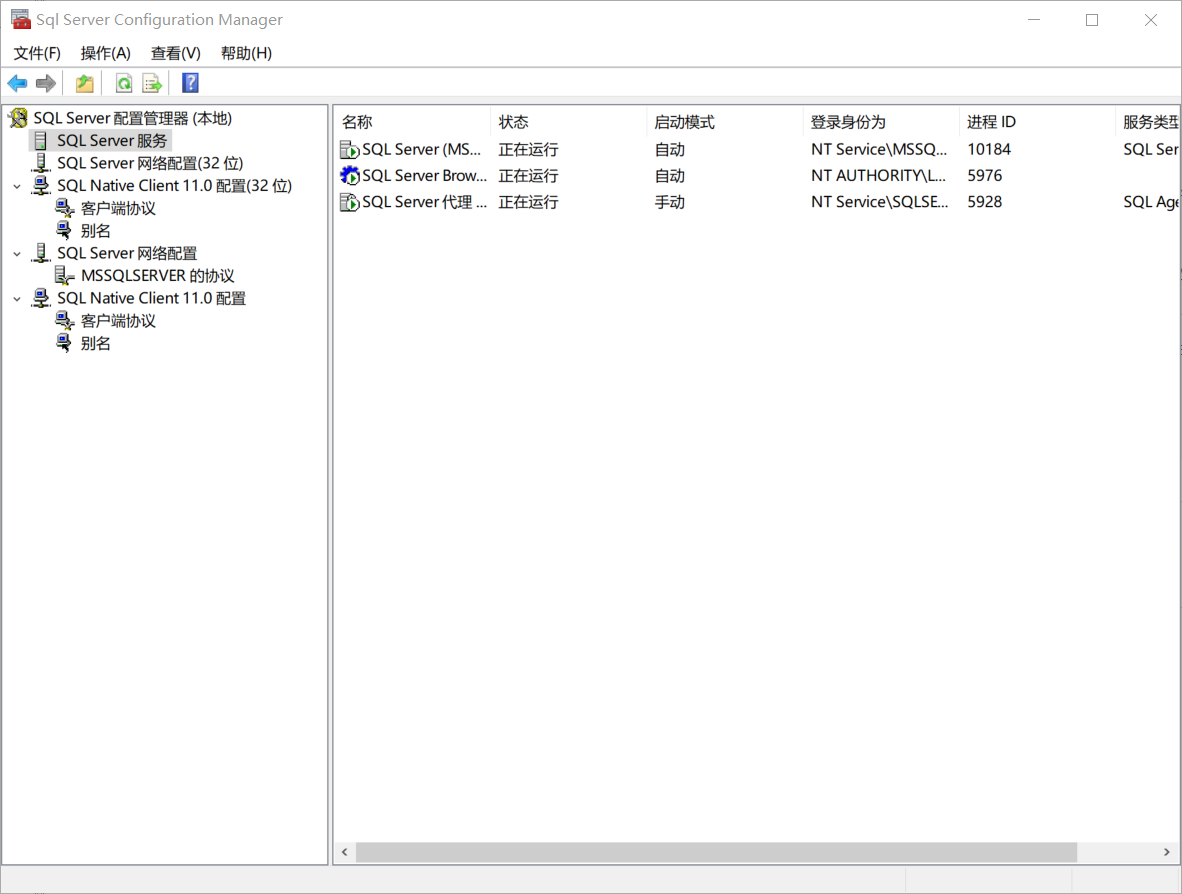 Sql Server Configuration Manager
文件(F) 操作(A) 查看(V) 帮助(H)
SQL Server 配置管理器 (本地)
SQL Server 服务
SQL Server 网络配置(32 位)
SQL Native Client 11.0 配置(32 位)
客户端协议
别名
SQL Server 网络配置
MSSQLSERVER 的协议
SQL Native Client 11.0 配置
客户端协议
别名
名称 状态 启动模式 登录身份为 进程 ID 服务类型
SQL Server (MS... 正在运行 自动 NT Service\MSSQ... 10184 SQL Ser
SQL Server Brow... 正在运行 自动 NT AUTHORITY\L... 5976
SQL Server 代理 ... 正在运行 手动 NT Service\SQLSE... 5928 SQL Age